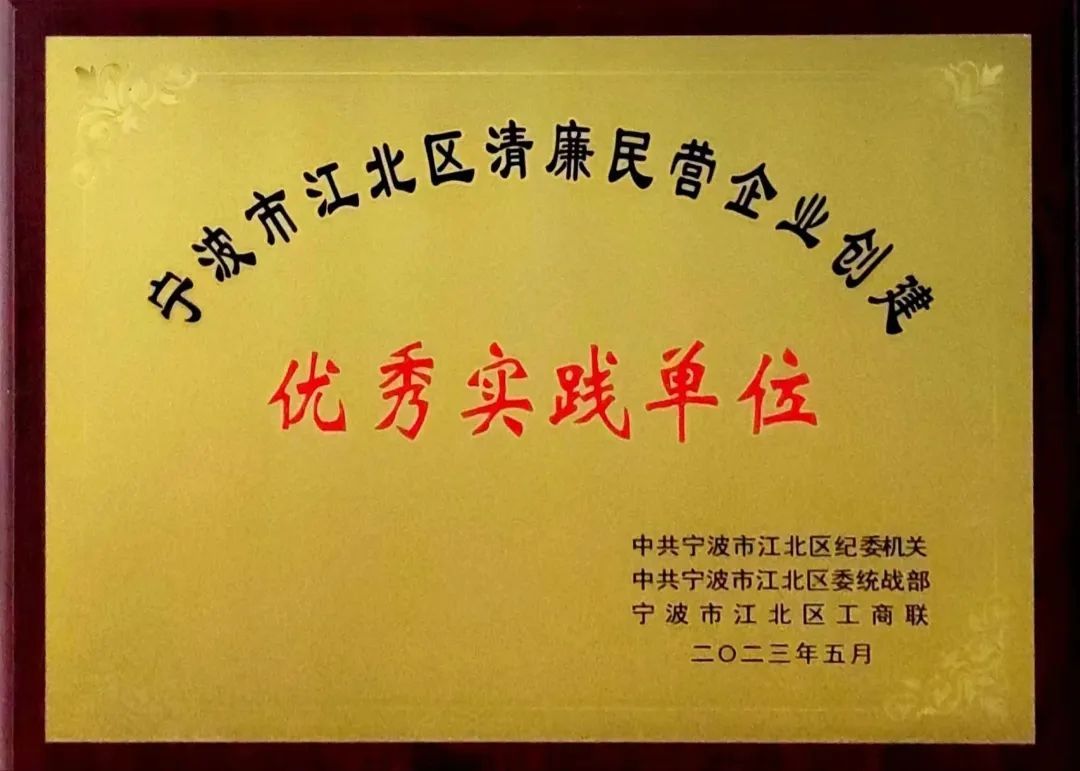 宁波市江北区清廉民营企业创建
优秀实践单位
中共宁波市江北区纪委机关
中共宁波市江北区委统战部
宁波市江北区工商联
二〇二三年五月